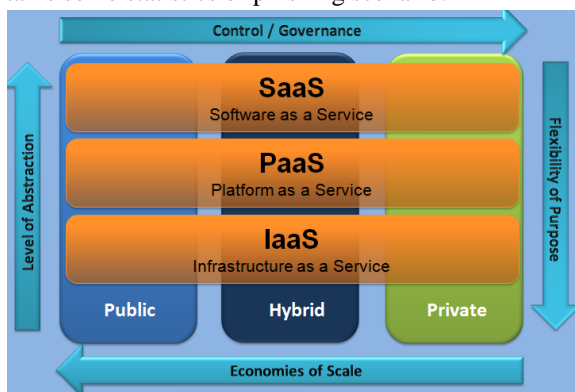 Control / Governance
SaaS
Software as a Service
PaaS
Platform as a Service
IaaS
Infrastructure as a Service
Level of Abstraction
Flexibility of Purpose
Public
Hybrid
Private
Economies of Scale